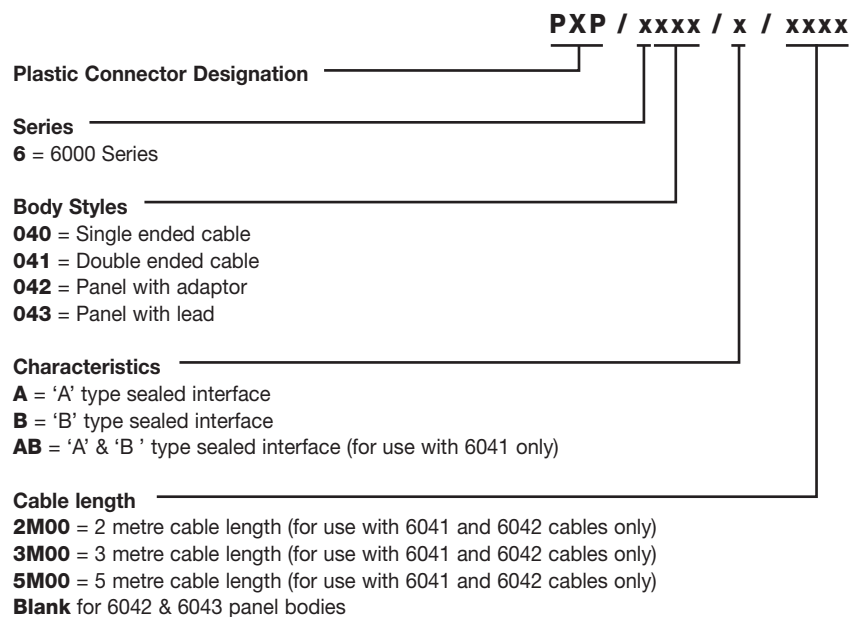 PXP / xxxx / x / xxxx
Plastic Connector Designation
Series
6 = 6000 Series
Body Styles
040 = Single ended cable
041 = Double ended cable
042 = Panel with adaptor
043 = Panel with lead
Characteristics
A = ‘A’ type sealed interface
B = ‘B’ type sealed interface
AB = ‘A’ & ‘B ’ type sealed interface (for use with 6041 only)
Cable length
2M00 = 2 metre cable length (for use with 6041 and 6042 cables only)
3M00 = 3 metre cable length (for use with 6041 and 6042 cables only)
5M00 = 5 metre cable length (for use with 6041 and 6042 cables only)
Blank for 6042 & 6043 panel bodies